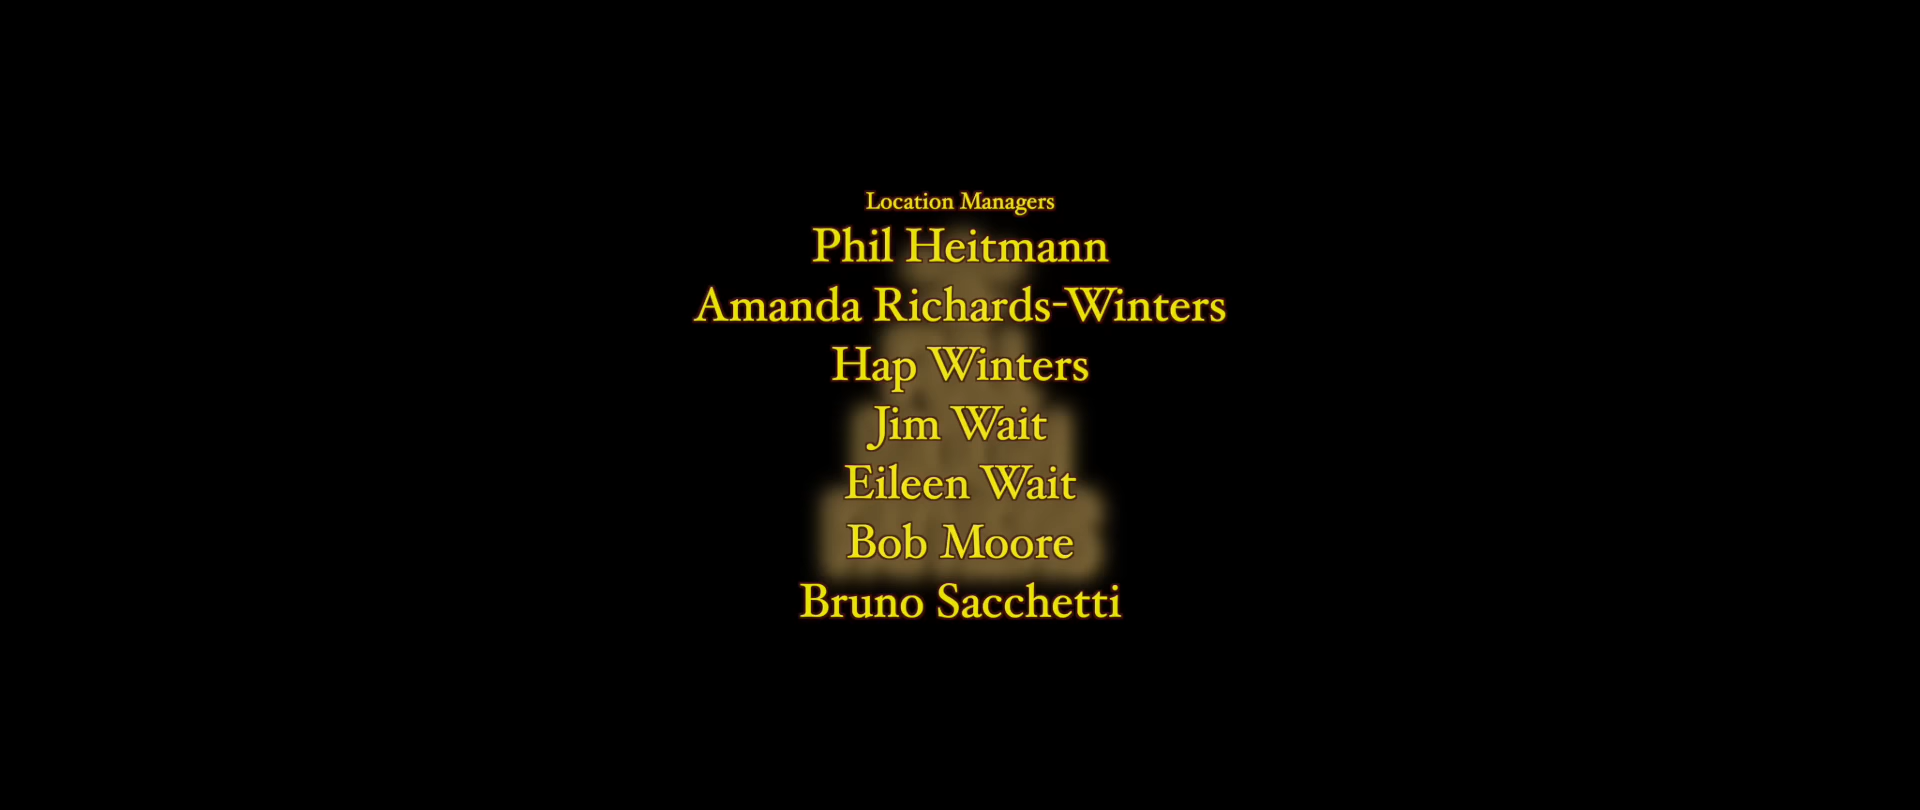 Location Managers
Phil Heitmann
Amanda Richards-Winters
Hap Winters
Jim Wait
Eileen Wait
Bob Moore
Bruno Sacchetti